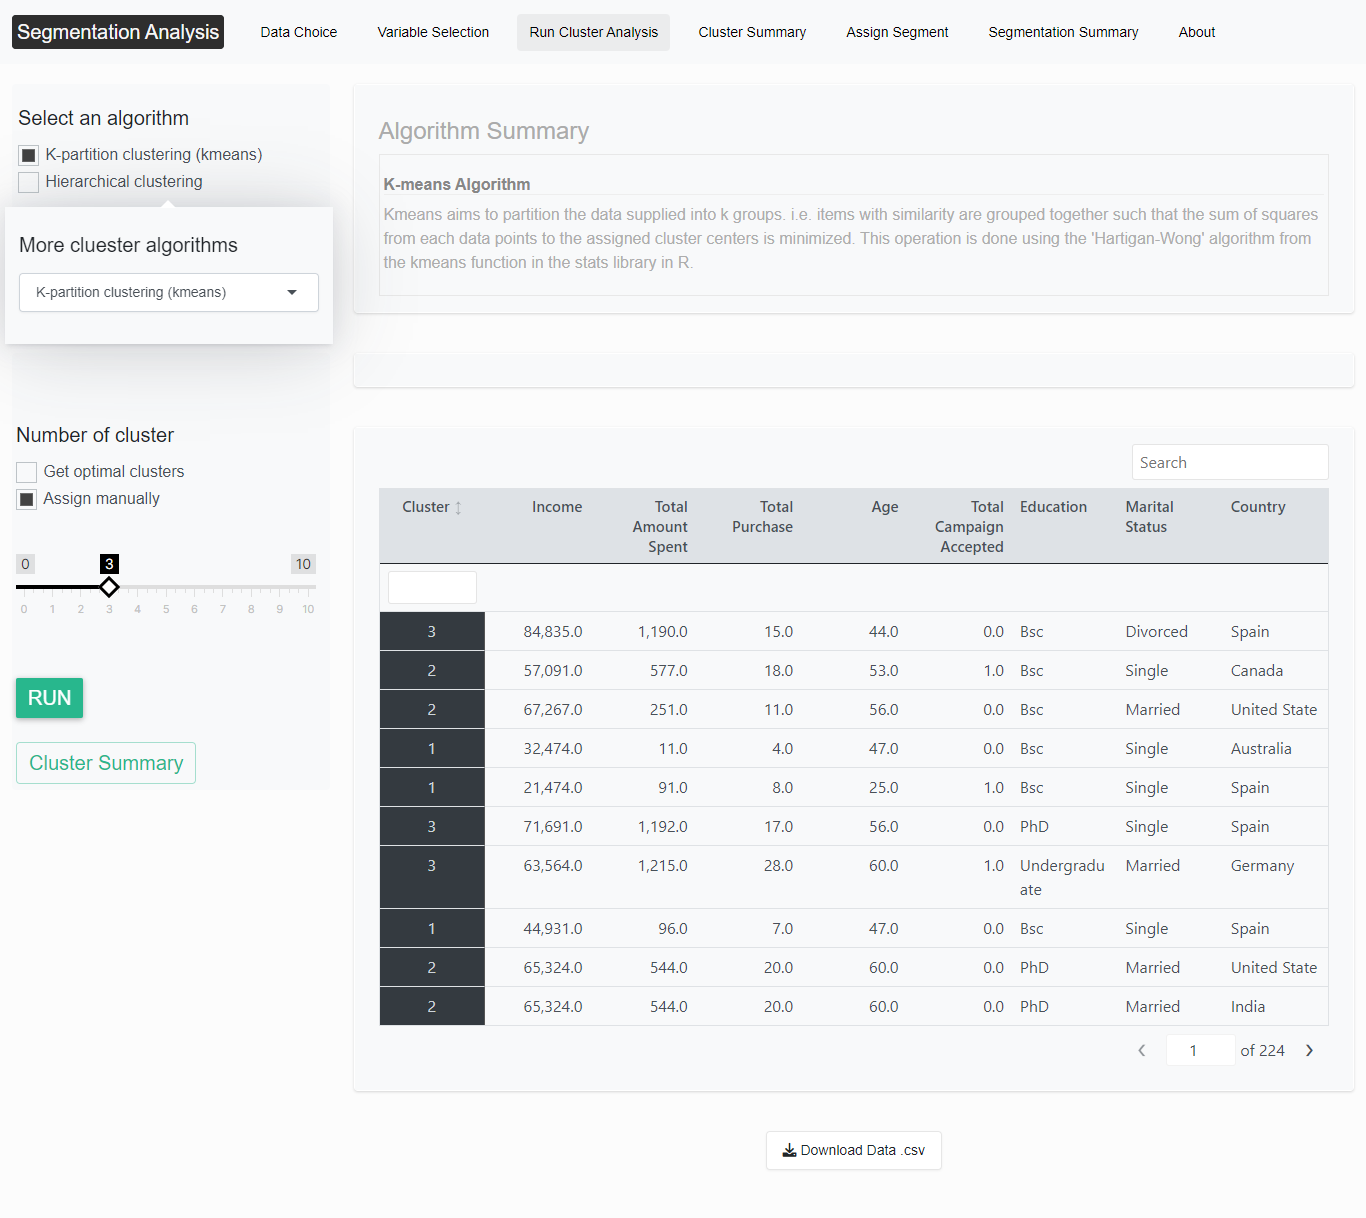 Segmentation Analysis Data Choice Variable Selection Run Cluster Analysis Cluster Summary Assign Segment Segmentation Summary About
Select an algorithm
K-partition clustering (kmeans)
Hierarchical clustering
More cluester algorithms
K-partition clustering (kmeans)
Number of cluster
Get optimal clusters
Assign manually
0 3 10
0 1 2 3 4 5 6 7 8 9 10
RUN
Cluster Summary
Algorithm Summary
K-means Algorithm
Kmeans aims to partition the data supplied into k groups. i.e. items with similarity are grouped together such that the sum of squares
from each data points to the assigned cluster centers is minimized. This operation is done using the 'Hartigan-Wong' algorithm from
the kmeans function in the stats library in R.
Search
Cluster Income Total Total Age Total Education Marital Country
Amount Purchase Campaign Status
Spent Accepted
3 84,835.0 1,190.0 15.0 44.0 0.0 Bsc Divorced Spain
2 57,091.0 577.0 18.0 53.0 1.0 Bsc Single Canada
2 67,267.0 251.0 11.0 56.0 0.0 Bsc Married United State
1 32,474.0 11.0 4.0 47.0 0.0 Bsc Single Australia
1 21,474.0 91.0 8.0 25.0 1.0 Bsc Single Spain
3 71,691.0 1,192.0 17.0 56.0 0.0 PhD Single Spain
3 63,564.0 1,215.0 28.0 60.0 1.0 Undergradu Married Germany
ate
1 44,931.0 96.0 7.0 47.0 0.0 Bsc Single Spain
2 65,324.0 544.0 20.0 60.0 0.0 PhD Married United State
2 65,324.0 544.0 20.0 60.0 0.0 PhD Married India
‹ 1 of 224 ›
Download Data .csv